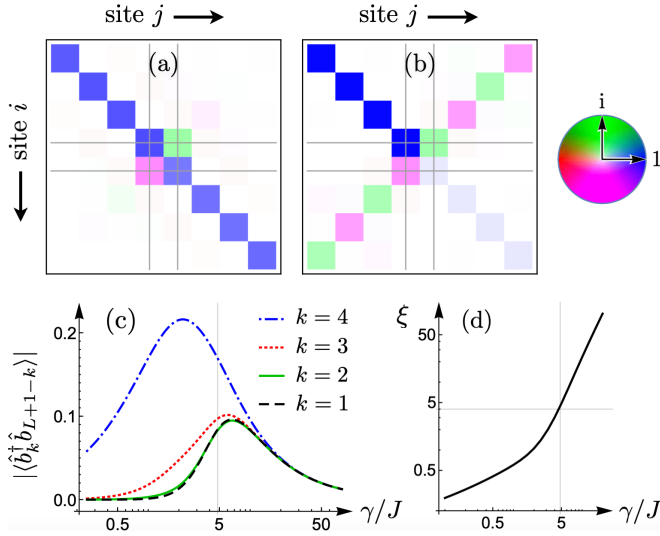 site j
site j
(a)
(b)
i
1
site i
(c)
k = 4
k = 3
k = 2
k = 1
|⟨b̂†ₖb̂_{L+1−k}⟩|
0.2
0.1
0.0
0.5
5
50
γ/J
ξ
(d)
50
5
0.5
0.5
5
γ/J